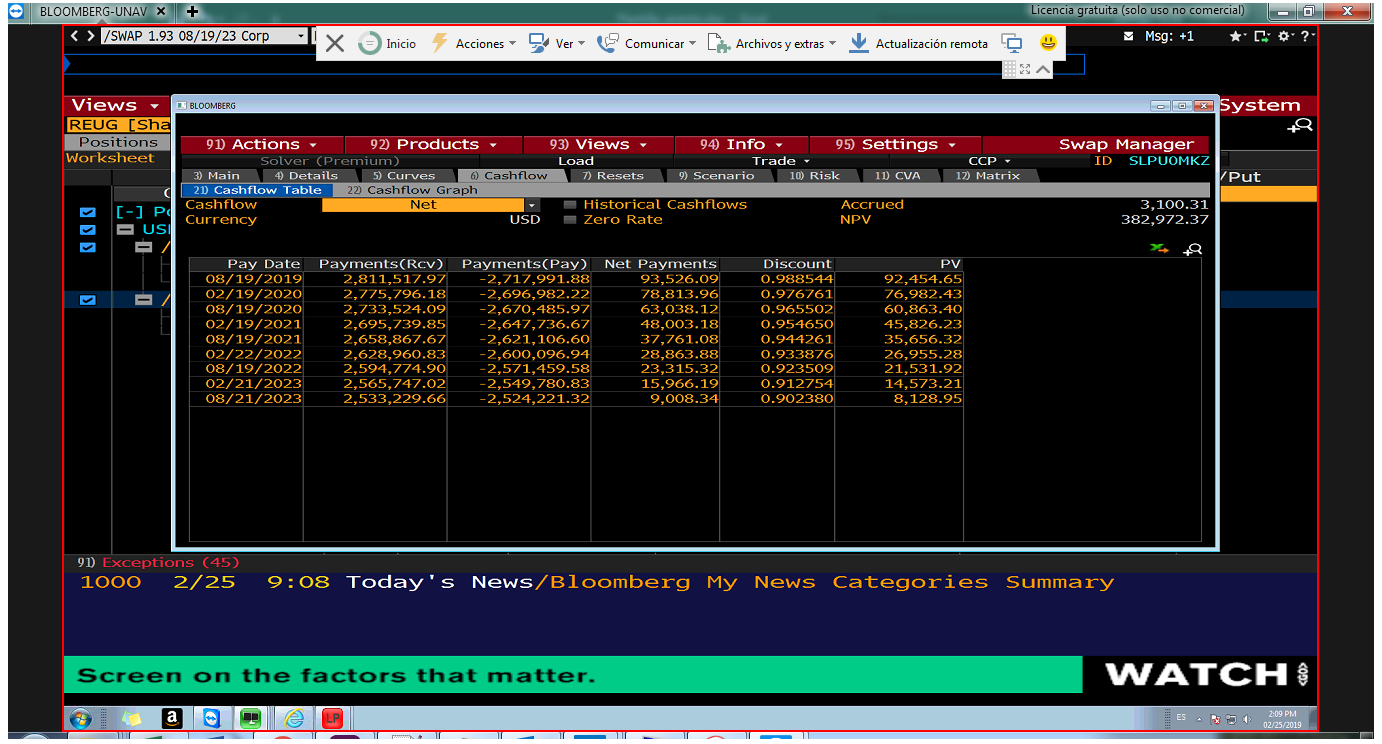 BLOOMBERG-UNAV × + Licencia gratuita (solo uso no comercial)
< > /SWAP 1.93 08/19/23 Corp Inicio Acciones Ver Comunicar Archivos y extras Actualización remota Msg: +1
Views BLOOMBERG System
REUG [Sha
Positions 91) Actions 92) Products 93) Views 94) Info 95) Settings Swap Manager
Worksheet Solver (Premium) Load Trade CCP ID SLPU0MKZ
3) Main 4) Details 5) Curves 6) Cashflow 7) Resets 9) Scenario 10) Risk 11) CVA 12) Matrix /Put
21) Cashflow Table 22) Cashflow Graph
Cashflow Net Historical Cashflows Accrued 3,100.31
[-] Po Currency USD Zero Rate NPV 382,972.37
US
Pay Date Payments(Rcv) Payments(Pay) Net Payments Discount PV
08/19/2019 2,811,517.97 -2,717,991.88 93,526.09 0.988544 92,454.65
02/19/2020 2,775,796.18 -2,696,982.22 78,813.96 0.976761 76,982.43
08/19/2020 2,733,524.09 -2,670,485.97 63,038.12 0.965502 60,863.40
02/19/2021 2,695,739.85 -2,647,736.67 48,003.18 0.954650 45,826.23
08/19/2021 2,658,867.67 -2,621,106.60 37,761.08 0.944261 35,656.32
02/22/2022 2,628,960.83 -2,600,096.94 28,863.88 0.933876 26,955.28
08/19/2022 2,594,774.90 -2,571,459.58 23,315.32 0.923509 21,531.92
02/21/2023 2,565,747.02 -2,549,780.83 15,966.19 0.912754 14,573.21
08/21/2023 2,533,229.66 -2,524,221.32 9,008.34 0.902380 8,128.95
91) Exceptions (45)
1000 2/25 9:08 Today's News/Bloomberg My News Categories Summary
Screen on the factors that matter. WATCH
a LP ES 2:09 PM
02/25/2019